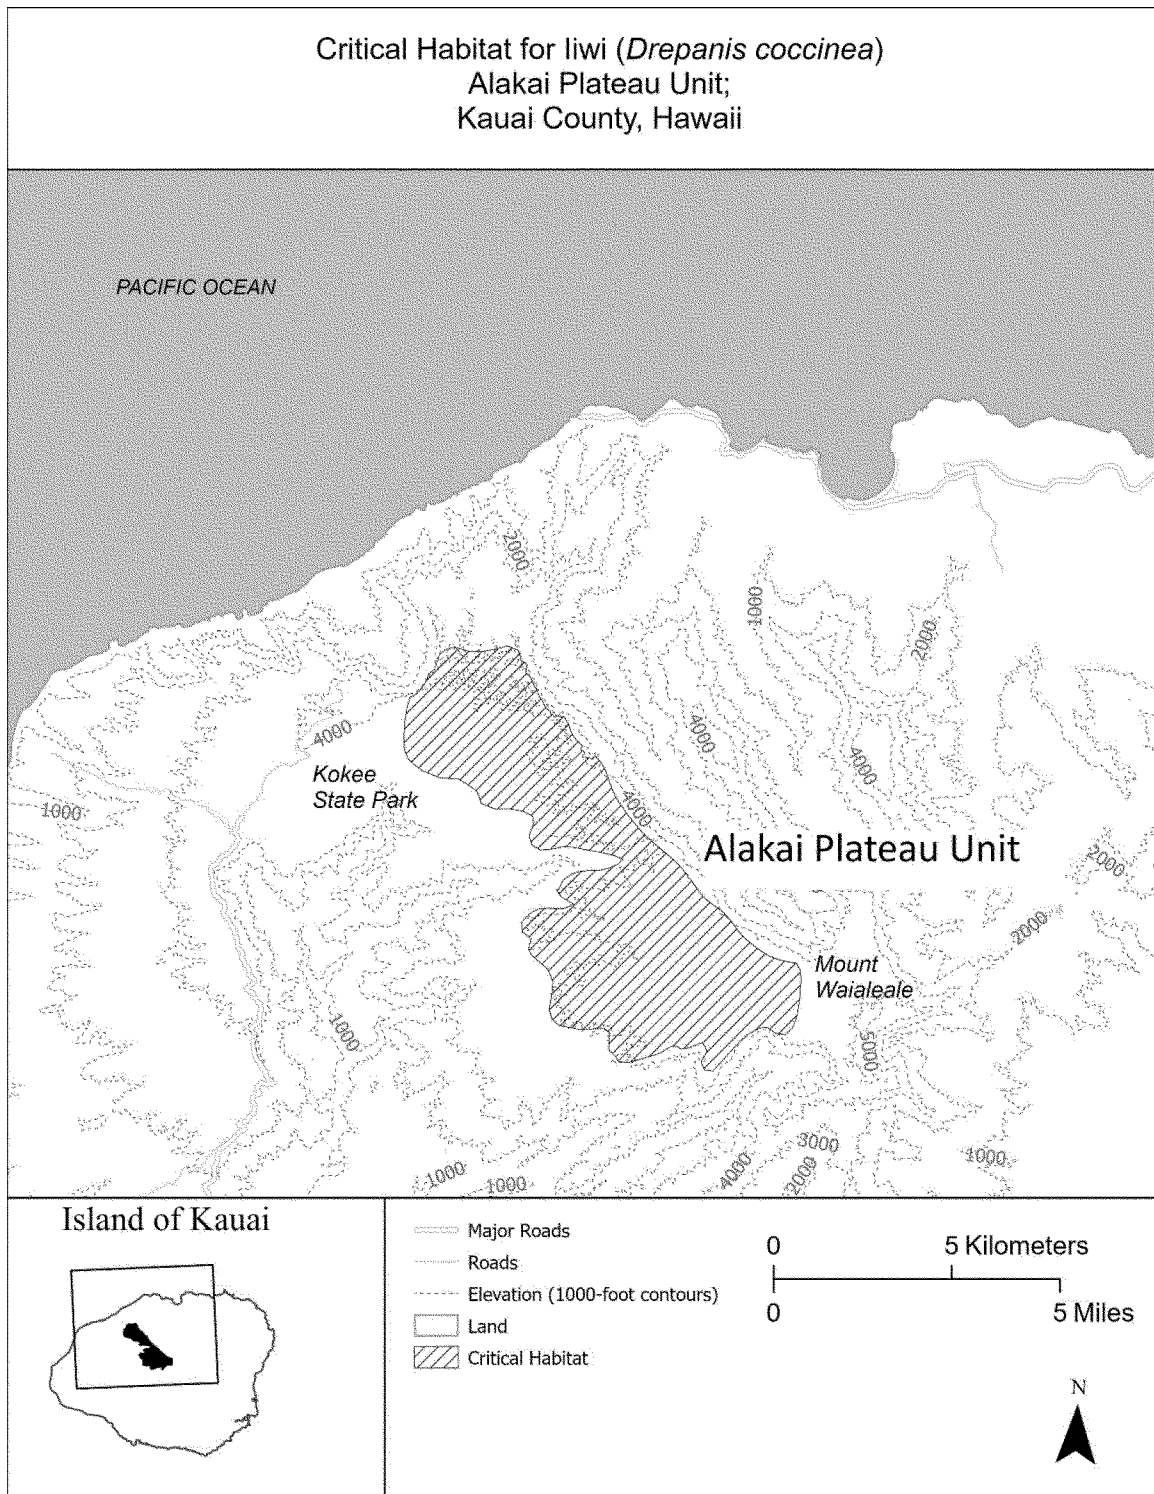 Critical Habitat for Iiwi (Drepanis coccinea)
Alakai Plateau Unit;
Kauai County, Hawaii
PACIFIC OCEAN
2000
1000
2000
4000
4000
4000
Kokee
State Park
1000
4000
Alakai Plateau Unit
2000
2000
Mount
Waialeale
1000
5000
3000
1000
1000
1000
4000
2000
Island of Kauai
Major Roads
Roads
Elevation (1000-foot contours)
Land
Critical Habitat
0 5 Kilometers
0 5 Miles
N